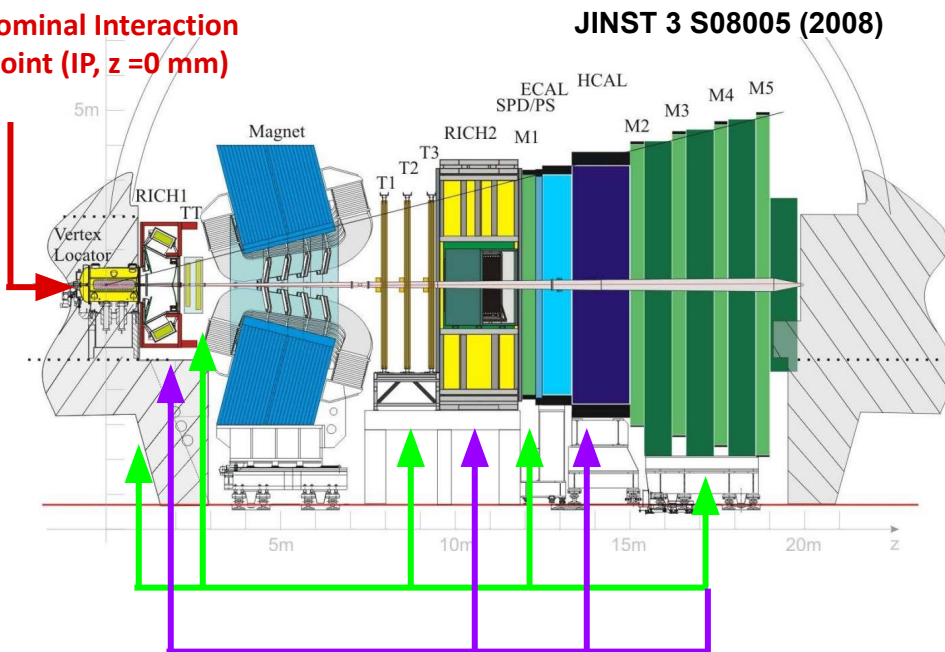 ominal Interaction
oint (IP, z =0 mm)
JINST 3 S08005 (2008)
5m
Magnet
RICH1
TT
Vertex
Locator
T1
T2
T3
RICH2
SPD/PS
ECAL
HCAL
M1
M2
M3
M4
M5
5m
10m
15m
20m
z